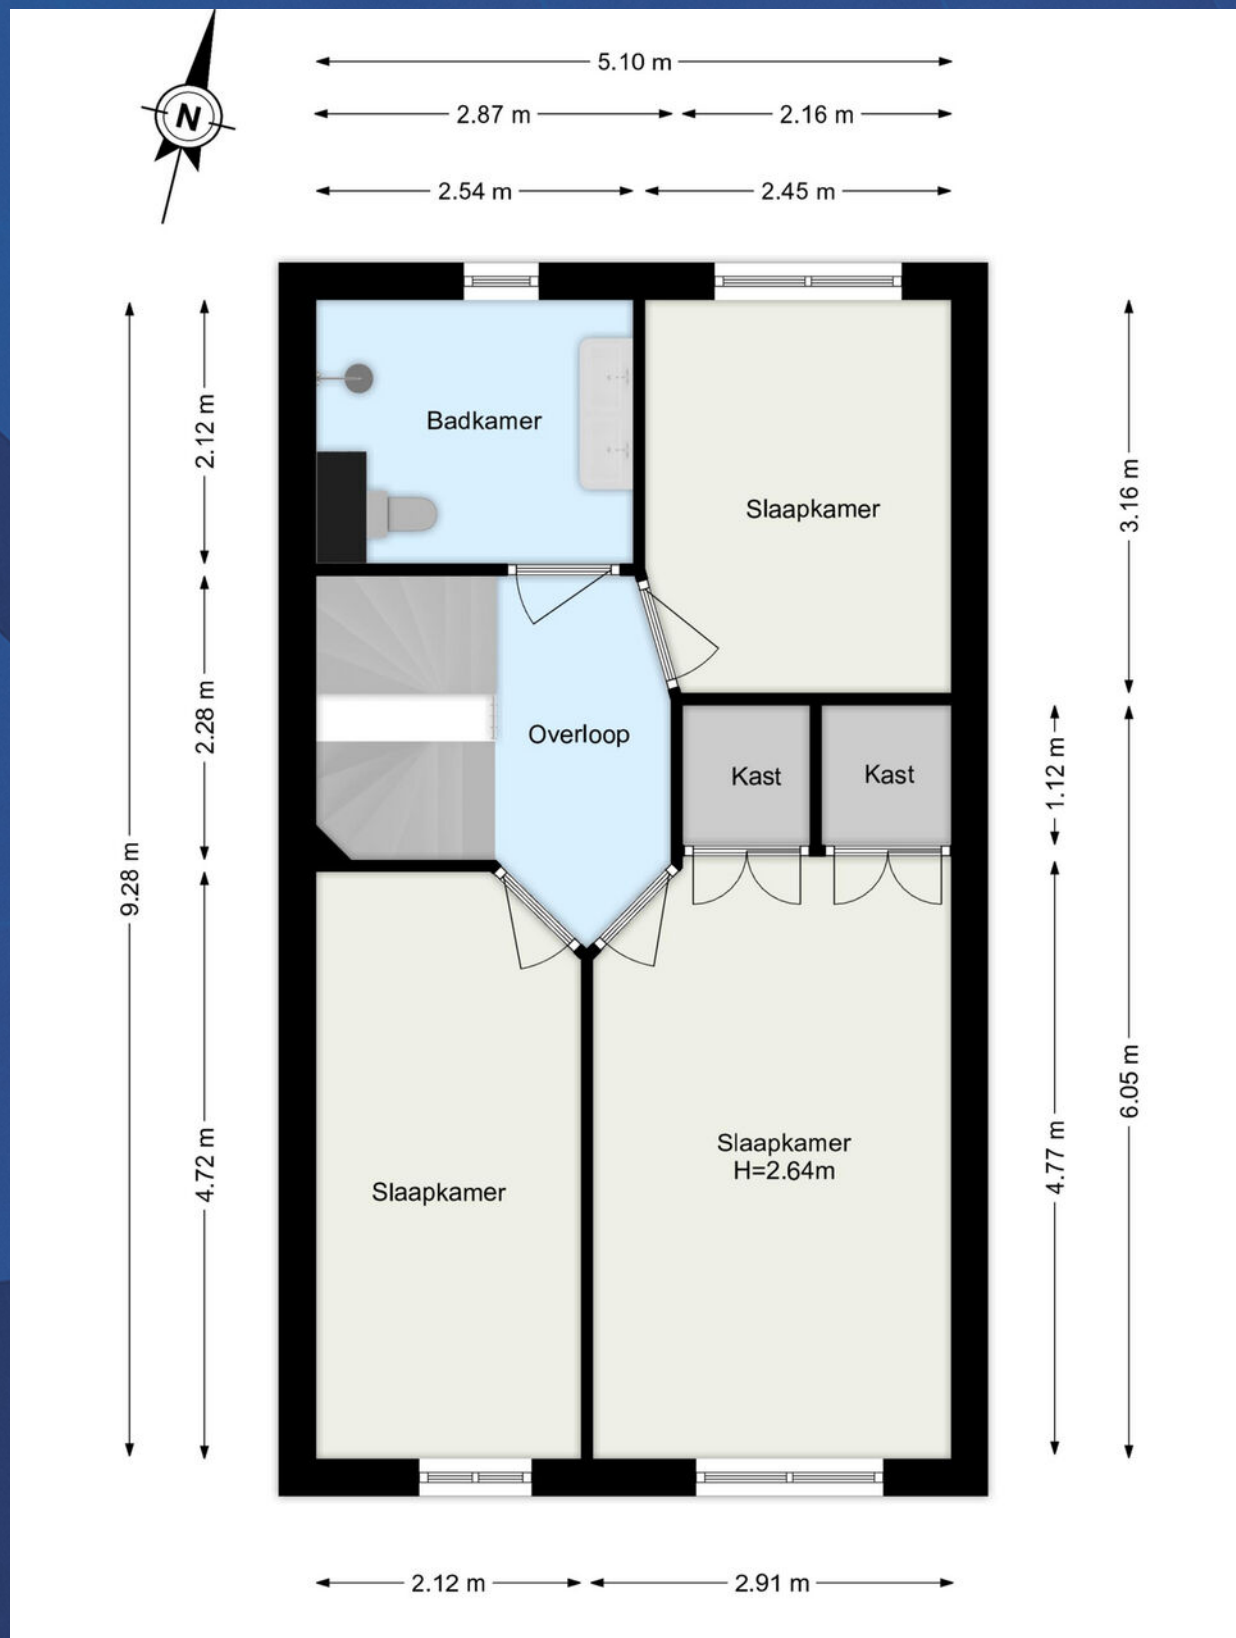 N
5.10 m
2.87 m
2.16 m
2.54 m
2.45 m
2.12 m
Badkamer
Slaapkamer
3.16 m
2.28 m
Overloop
Kast
Kast
1.12 m
9.28 m
4.72 m
Slaapkamer
Slaapkamer
H=2.64m
4.77 m
6.05 m
2.12 m
2.91 m